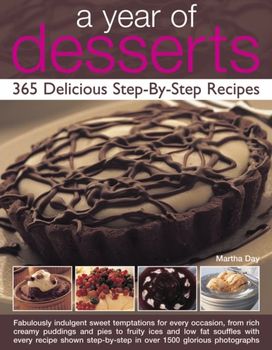 a year of
desserts
365 Delicious Step-By-Step Recipes
Martha Day
Fabulously indulgent sweet temptations for every occasion, from rich
creamy puddings and pies to fruity ices and low fat souffles with
every recipe shown step-by-step in over 1500 glorious photographs